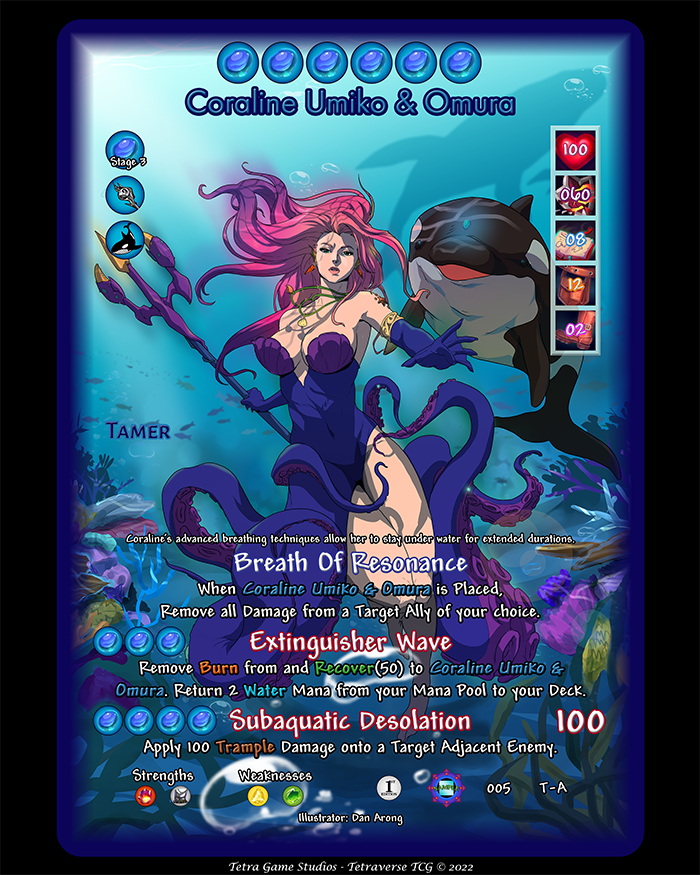 Coraline Umiko & Omura
Stage 3
100
060
08
12
02
Tamer
Coraline's advanced breathing techniques allow her to stay under water for extended durations.
Breath Of Resonance
When Coraline Umiko & Omura is Placed,
Remove all Damage from a Target Ally of your choice.
Extinguisher Wave
Remove Burn from and Recover(50) to Coraline Umiko &
Omura. Return 2 Water Mana from your Mana Pool to your Deck.
Subaquatic Desolation 100
Apply 100 Trample Damage onto a Target Adjacent Enemy.
Strengths Weaknesses
1st EDITION 005 T-A
Illustrator: Dan Arong
Tetra Game Studios - Tetraverse TCG © 2022